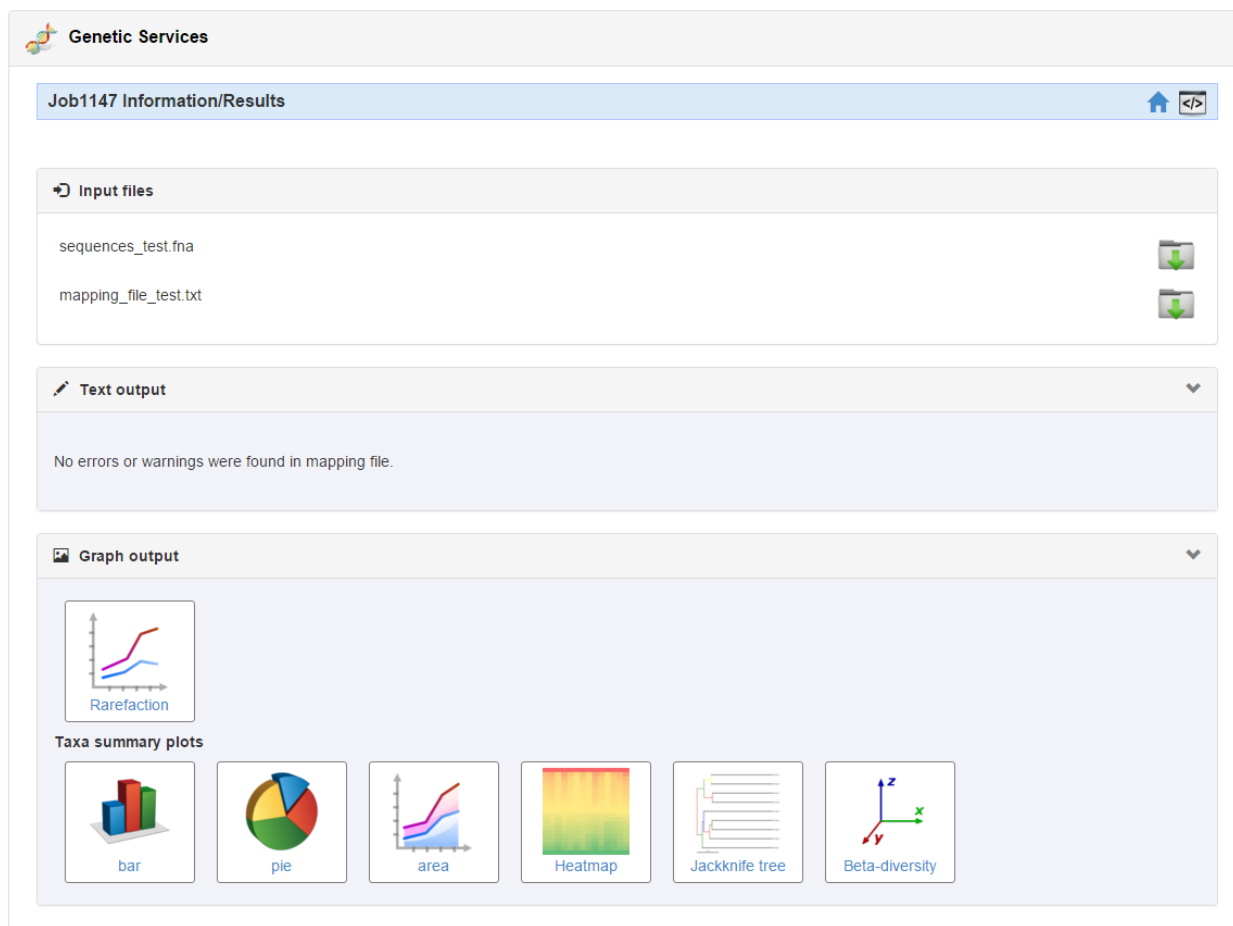 Genetic Services
Job1147 Information/Results
</>
Input files
sequences_test.fna
mapping_file_test.txt
Text output
No errors or warnings were found in mapping file.
Graph output
Rarefaction
Taxa summary plots
z
x
y
bar
pie
area
Heatmap
Jackknife tree
Beta-diversity